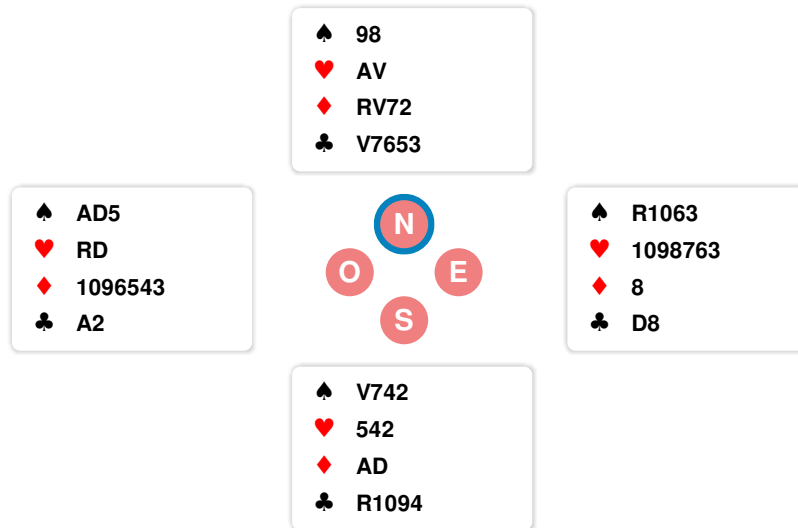 ♠ 98
♥ AV
♦ RV72
♣ V7653
♠ AD5
♥ RD
♦ 1096543
♣ A2
N
O E
S
♠ R1063
♥ 1098763
♦ 8
♣ D8
♠ V742
♥ 542
♦ AD
♣ R1094